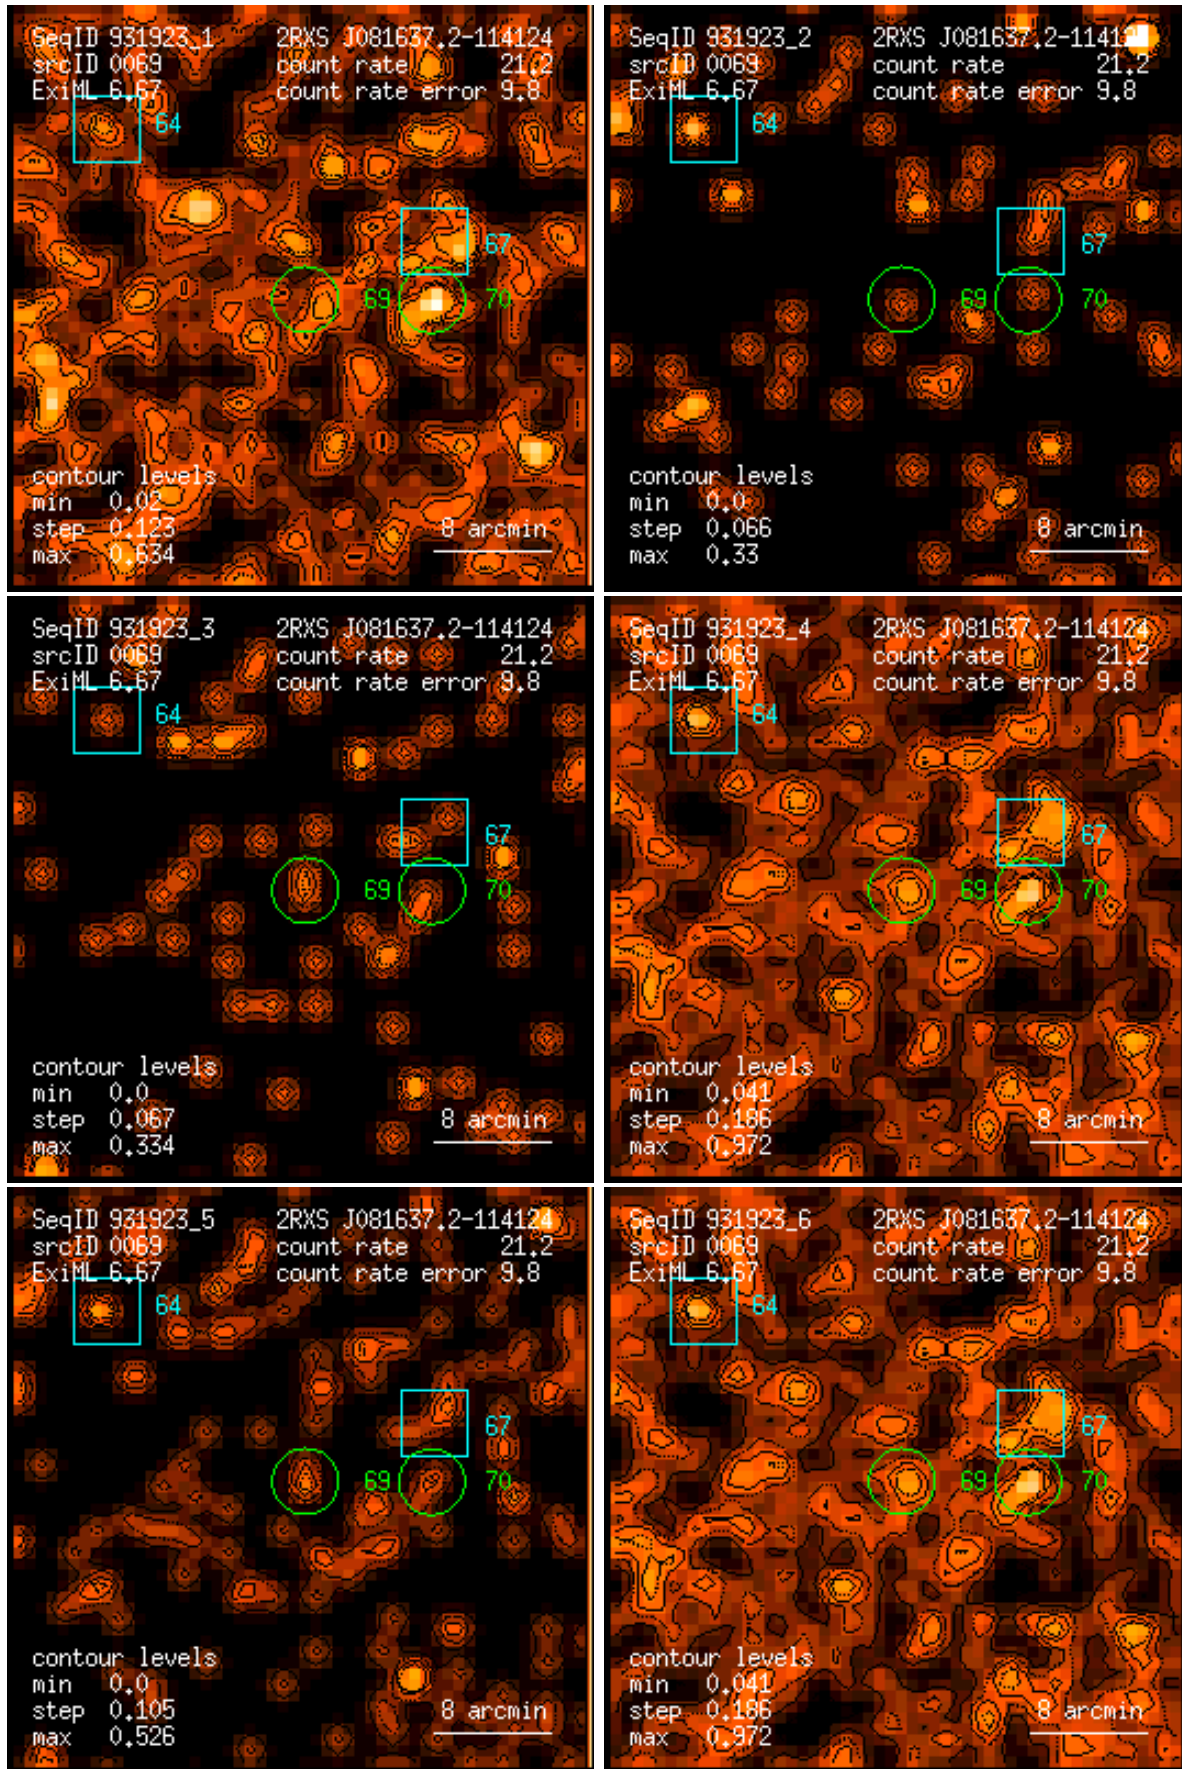 SeqID 931923_1 2RXS J081637.2-114124
srcID 0069 count rate 21.2
ExiML 6.67 count rate error 9.8
64
67
69 70
contour levels
min 0.02
step 0.123 8 arcmin
max 0.634
SeqID 931923_2 2RXS J081637.2-114124
srcID 0069 count rate 21.2
ExiML 6.67 count rate error 9.8
64
67
69 70
contour levels
min 0.0
step 0.066 8 arcmin
max 0.33
SeqID 931923_3 2RXS J081637.2-114124
srcID 0069 count rate 21.2
ExiML 6.67 count rate error 9.8
64
67
69 70
contour levels
min 0.0
step 0.067 8 arcmin
max 0.334
SeqID 931923_4 2RXS J081637.2-114124
srcID 0069 count rate 21.2
ExiML 6.67 count rate error 9.8
64
67
69 70
contour levels
min 0.041
step 0.186 8 arcmin
max 0.972
SeqID 931923_5 2RXS J081637.2-114124
srcID 0069 count rate 21.2
ExiML 6.67 count rate error 9.8
64
67
69 70
contour levels
min 0.0
step 0.105 8 arcmin
max 0.526
SeqID 931923_6 2RXS J081637.2-114124
srcID 0069 count rate 21.2
ExiML 6.67 count rate error 9.8
64
67
69 70
contour levels
min 0.041
step 0.186 8 arcmin
max 0.972